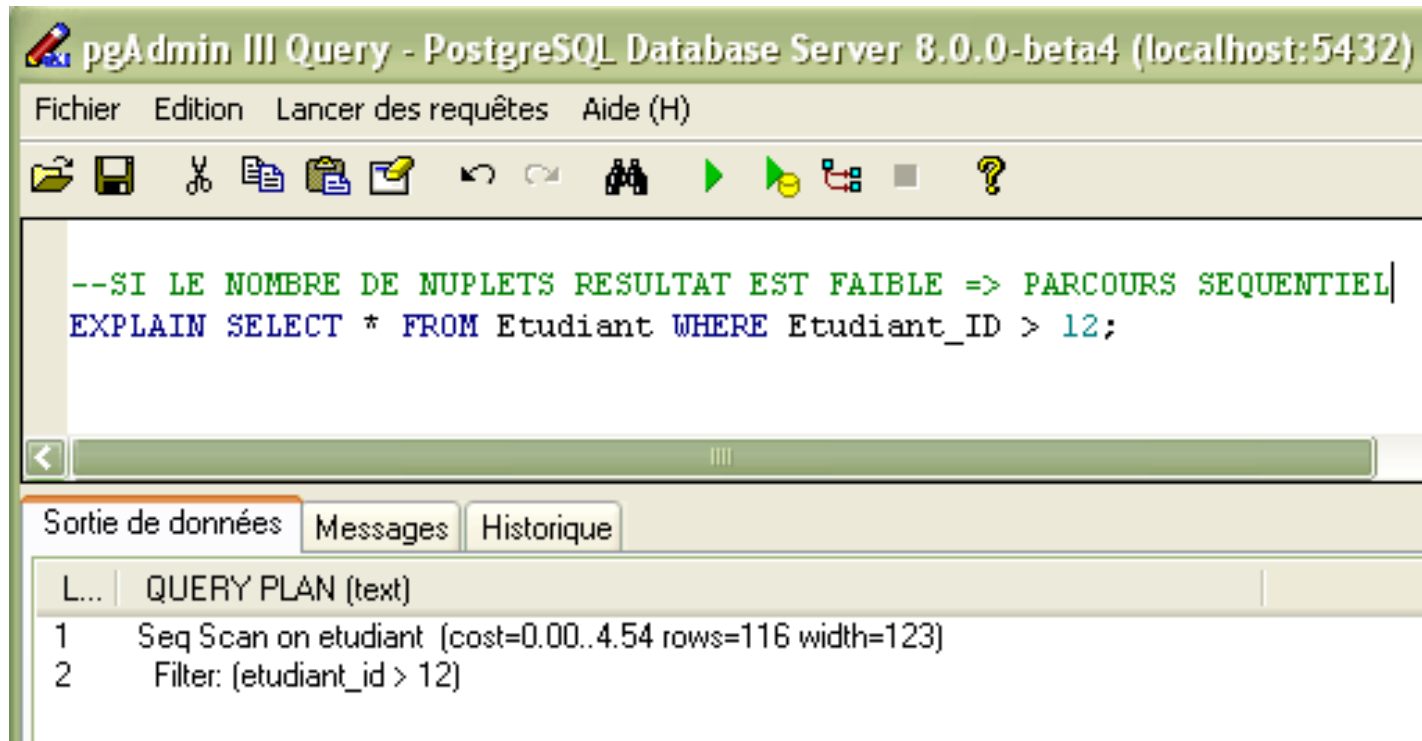 pgAdmin III Query - PostgreSQL Database Server 8.0.0-beta4 (localhost:5432)
Fichier Edition Lancer des requêtes Aide (H)
--SI LE NOMBRE DE NUPLETS RESULTAT EST FAIBLE => PARCOURS SEQUENTIEL
EXPLAIN SELECT * FROM Etudiant WHERE Etudiant_ID > 12;
Sortie de données Messages Historique
L... QUERY PLAN (text)
1 Seq Scan on etudiant (cost=0.00..4.54 rows=116 width=123)
2 Filter: (etudiant_id > 12)